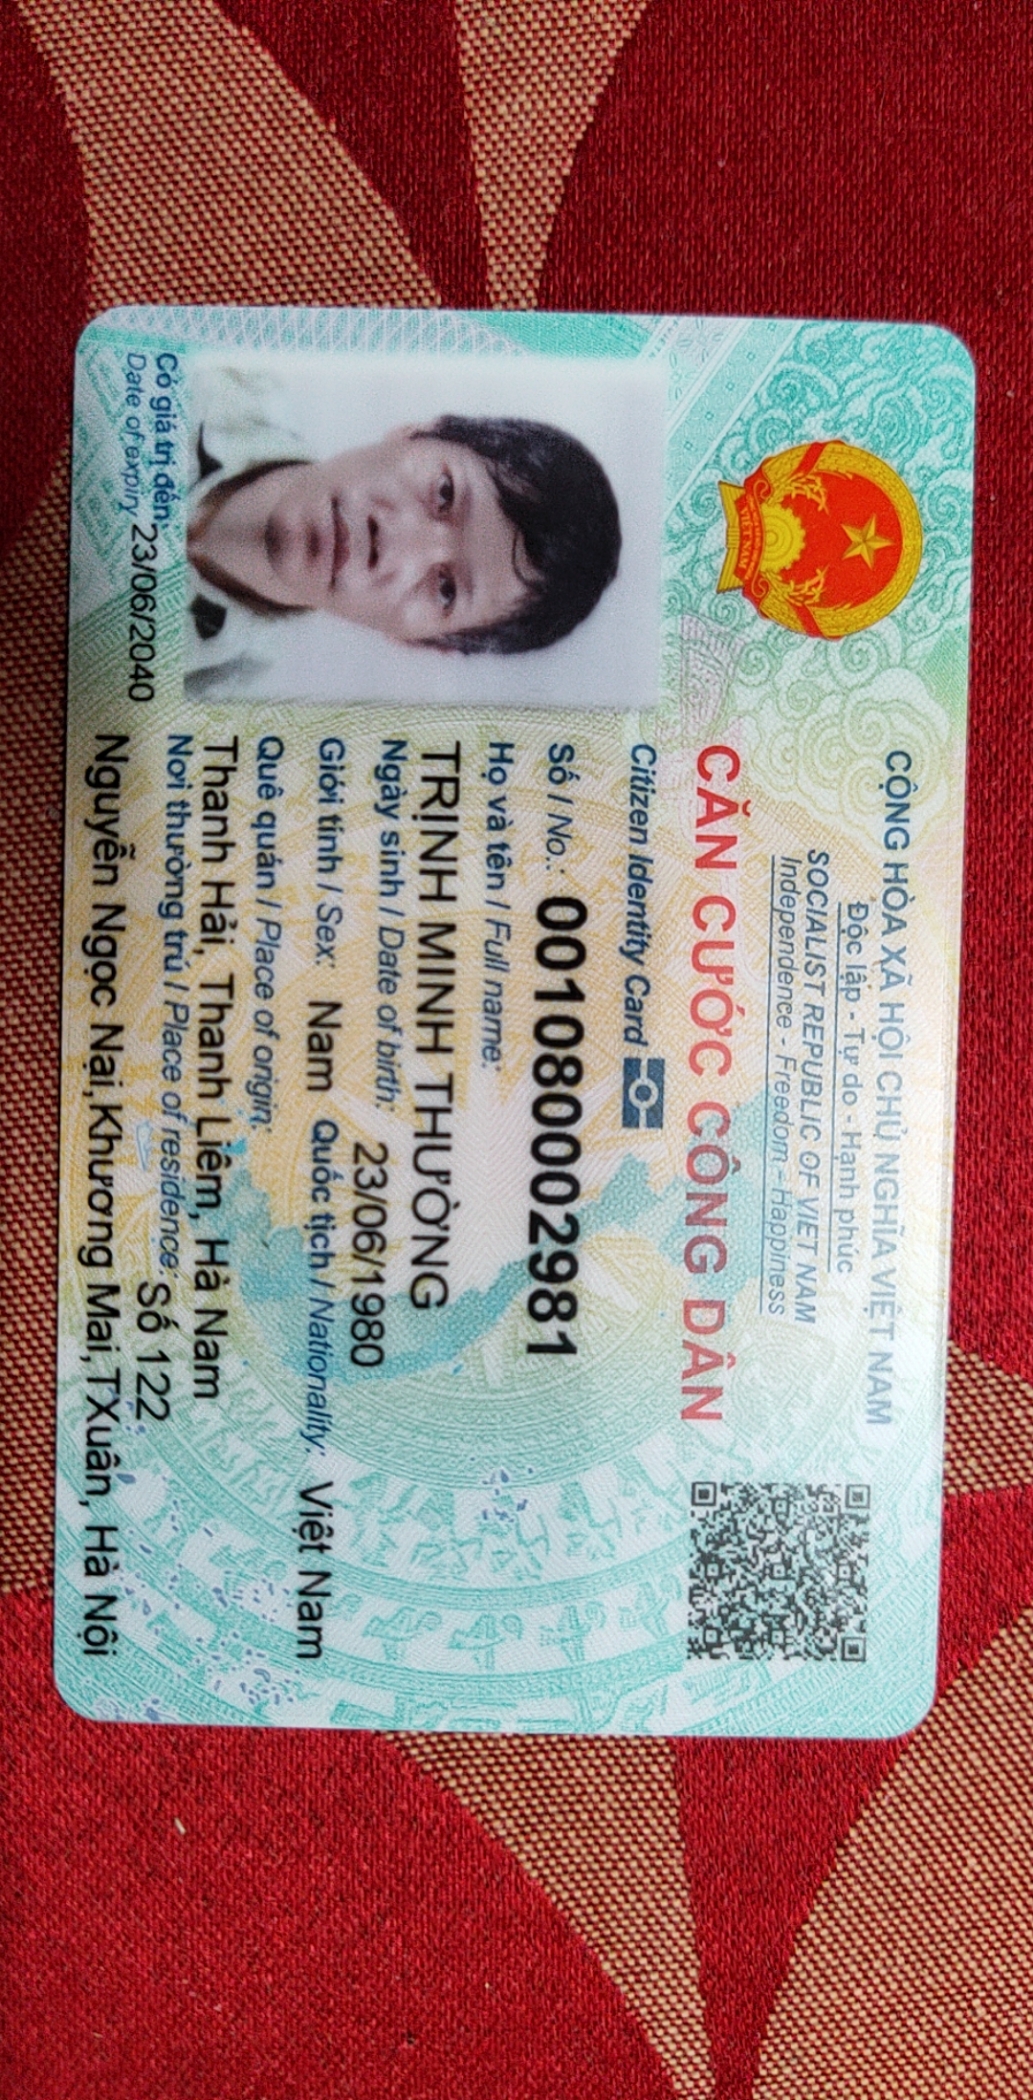 CỘNG HÒA XÃ HỘI CHỦ NGHĨA VIỆT NAM
Độc lập - Tự do - Hạnh phúc
SOCIALIST REPUBLIC OF VIET NAM
Independence - Freedom - Happiness
CĂN CƯỚC CÔNG DÂN
Citizen Identity Card
Số / No.: 001080002981
Họ và tên / Full name:
TRỊNH MINH THƯỜNG
Ngày sinh / Date of birth: 23/06/1980
Giới tính / Sex: Nam Quốc tịch / Nationality: Việt Nam
Quê quán / Place of origin:
Thanh Hải, Thanh Liêm, Hà Nam
Nơi thường trú / Place of residence: Số 122
Nguyễn Ngọc Nại,Khương Mai,TXuân, Hà Nội
Có giá trị đến:
Date of expiry 23/06/2040
VIỆT NAM